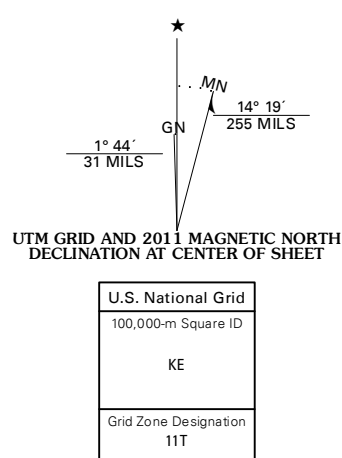 ★
MN
GN
14° 19´
255 MILS
1° 44´
31 MILS
UTM GRID AND 2011 MAGNETIC NORTH
DECLINATION AT CENTER OF SHEET
U.S. National Grid
100,000-m Square ID
KE
Grid Zone Designation
11T